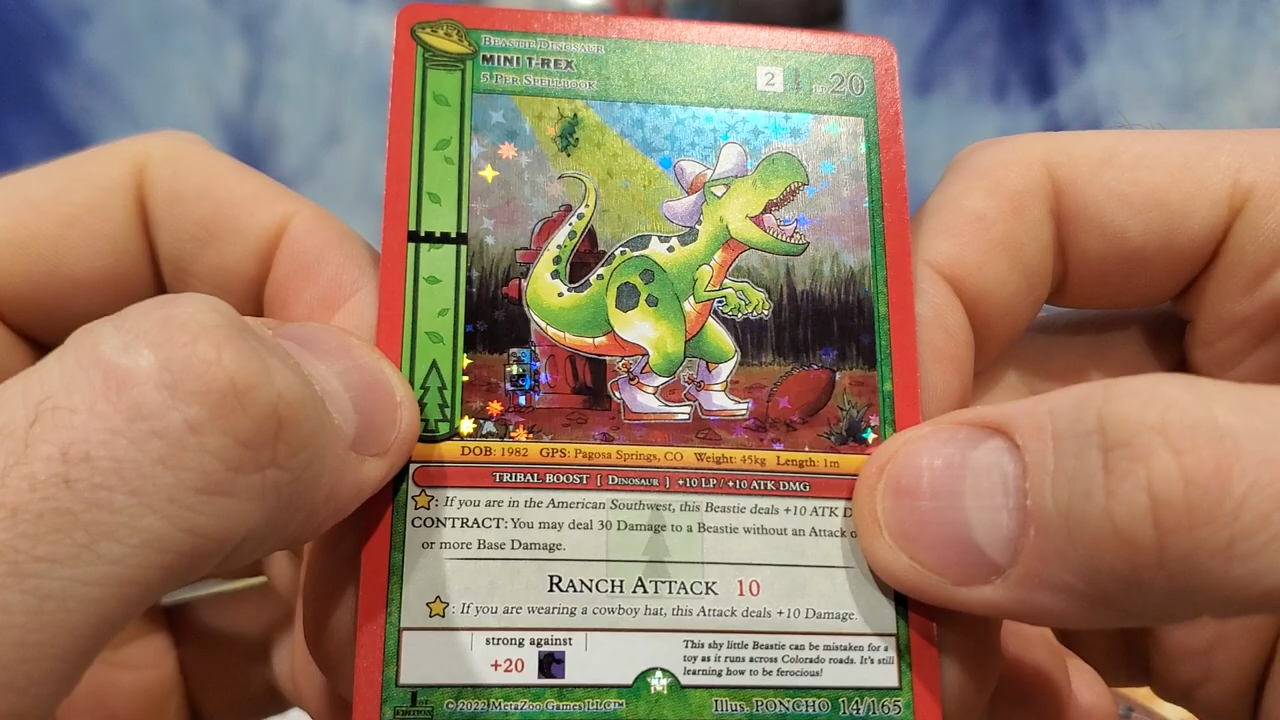 BEASTIE DINOSAUR
MINI T-REX
5 PER SPELLBOOK
2
LP 20
DOB: 1982 GPS: Pagosa Springs, CO Weight: 45kg Length: 1m
TRIBAL BOOST [ DINOSAUR ] +10 LP / +10 ATK DMG
: If you are in the American Southwest, this Beastie deals +10 ATK D
CONTRACT: You may deal 30 Damage to a Beastie without an Attack o
or more Base Damage.
RANCH ATTACK 10
: If you are wearing a cowboy hat, this Attack deals +10 Damage.
strong against
+20
This shy little Beastie can be mistaken for a
toy as it runs across Colorado roads. It's still
learning how to be ferocious!
1ST
EDITION
© 2022 MetaZoo Games LLC™
Illus. PONCHO 14/165